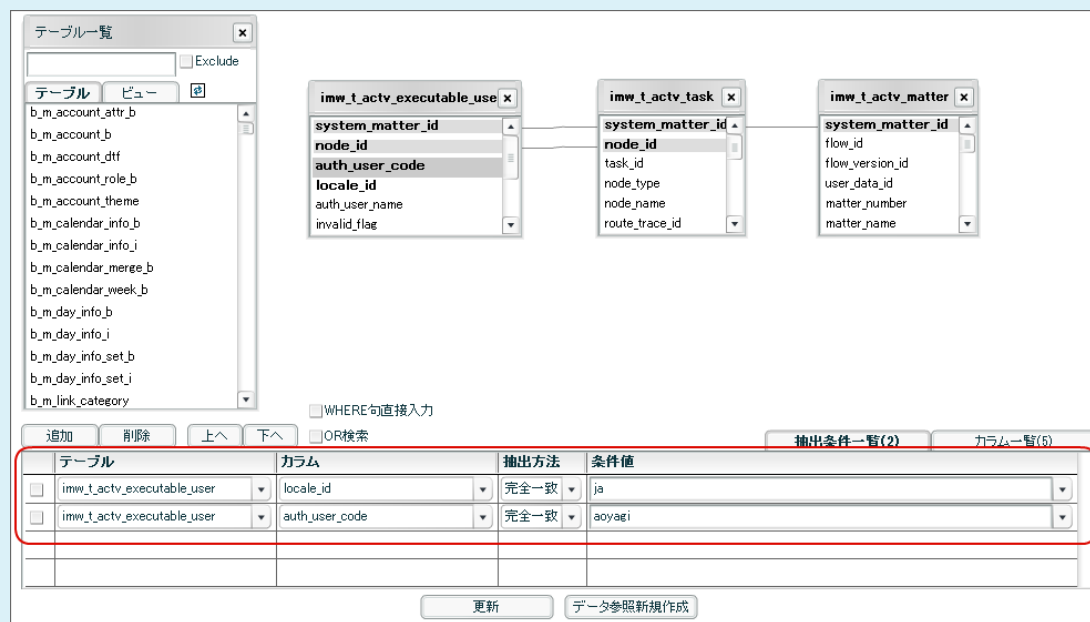 テーブル一覧
Exclude
テーブル ビュー
b_m_account_attr_b
b_m_account_b
b_m_account_dtf
b_m_account_role_b
b_m_account_theme
b_m_calendar_info_b
b_m_calendar_info_i
b_m_calendar_merge_b
b_m_calendar_week_b
b_m_day_info_b
b_m_day_info_i
b_m_day_info_set_b
b_m_day_info_set_i
b_m_link_category
imw_t_actv_executable_use
system_matter_id
node_id
auth_user_code
locale_id
auth_user_name
invalid_flag
imw_t_actv_task
system_matter_id
node_id
task_id
node_type
node_name
route_trace_id
imw_t_actv_matter
system_matter_id
flow_id
flow_version_id
user_data_id
matter_number
matter_name
WHERE句直接入力
追加 削除 上へ 下へ OR検索 抽出条件一覧(2) カラム一覧(5)
テーブル カラム 抽出方法 条件値
imw_t_actv_executable_user locale_id 完全一致 ja
imw_t_actv_executable_user auth_user_code 完全一致 aoyagi
更新 データ参照新規作成